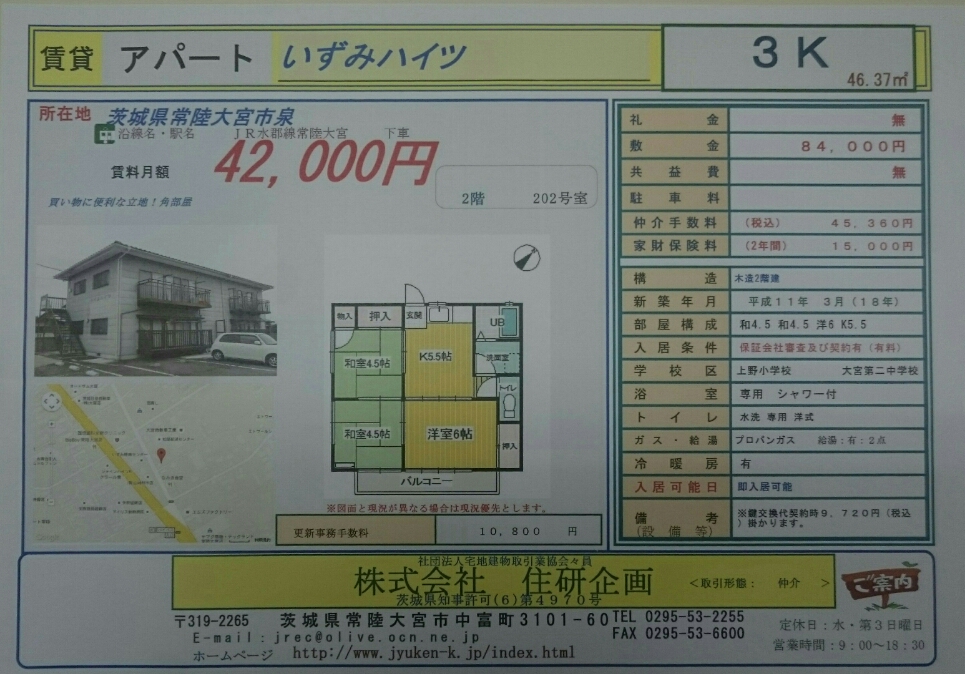 賃貸 アパート いずみハイツ
3K
46.37㎡
所在地 茨城県常陸大宮市泉
沿線名・駅名 JR水郡線常陸大宮 下車
賃料月額 42,000円
2階 202号室
買い物に便利な立地！角部屋
物入
押入
玄関
UB
K5.5帖
和室4.5帖
洗面室
トイレ
和室4.5帖
洋室6帖
押入
バルコニー
※図面と現況が異なる場合は現況優先とします。
更新事務手数料 10,800 円
礼金 無
敷金 84,000円
共益費 無
駐車料
仲介手数料 (税込) 45,360円
家財保険料 (2年間) 15,000円
構造 木造2階建
新築年月 平成11年 3月(18年)
部屋構成 和4.5 和4.5 洋6 K5.5
入居条件 保証会社審査及び契約有(有料)
学校区 上野小学校 大宮第二中学校
浴室 専用 シャワー付
トイレ 水洗 専用 洋式
ガス・給湯 プロパンガス 給湯:有:2点
冷暖房 有
入居可能日 即入居可能
備考 (設備等) ※鍵交換代契約時9,720円(税込
)掛かります。
社団法人宅地建物取引業協会々員
株式会社 住研企画
<取引形態: 仲介 >
茨城県知事許可(6)第4970号
ご案内
〒319-2265 茨城県常陸大宮市中富町3101-60
TEL 0295-53-2255
E-mail:jrec@olive.ocn.ne.jp
FAX 0295-53-6600
ホームページ http://www.jyuken-k.jp/index.html
定休日:水・第3日曜日
営業時間:9:00~18:30